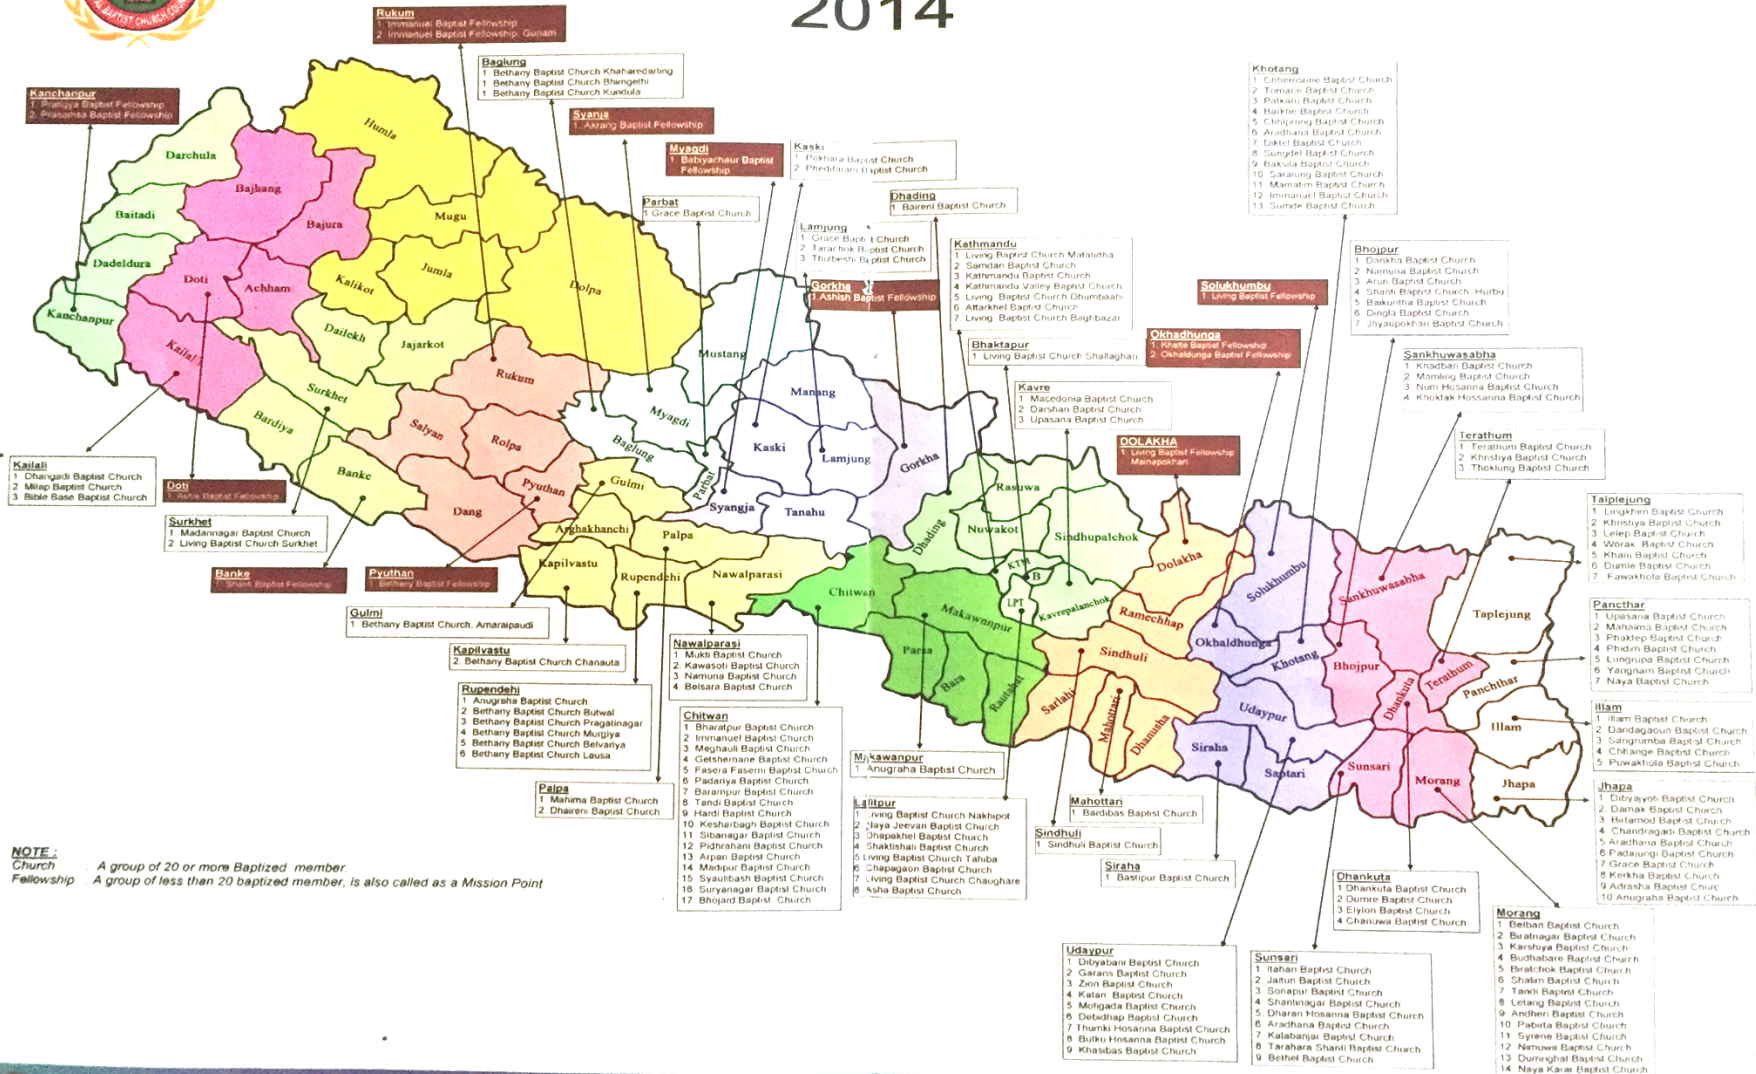 BAPTIST CHURCH COUNCIL
2014
Rukum
1. Immanuel Baptist Fellowship
2. Immanuel Baptist Fellowship, Gunam
Baglung
1 Bethany Baptist Church Khaharedarling
1 Bethany Baptist Church Bhimgethi
1 Bethany Baptist Church Kundula
Kanchanpur
1. Pratigya Baptist Fellowship
2. Prasamsa Baptist Fellowship
Syanja
1. Akrang Baptist Fellowship
Myagdi
1. Babiyachaur Baptist
Fellowship
Kaski
1 Pokhara Baptist Church
2 Pheditarani Baptist Church
Parbat
1 Grace Baptist Church
Lamjung
1 Grace Baptist Church
2 Tarachok Baptist Church
3 Thulbeshi Baptist Church
Dhading
1 Baireni Baptist Church
Gorkha
1.Ashish Baptist Fellowship
Kathmandu
1 Living Baptist Church Matatirtha
2 Samdan Baptist Church
3 Kathmandu Baptist Church
4 Kathmandu Valley Baptist Church
5 Living Baptist Church Dhumbaahi
6 Attarkhel Baptist Church
7. Living Baptist Church Baghbazar
Bhaktapur
1 Living Baptist Church Shallaghari
Kavre
1 Macedonia Baptist Church
2 Darshan Baptist Church
3 Upasana Baptist Church
DOLAKHA
1 Living Baptist Fellowship
Mainapokhari
Okhadhunga
1. Khatte Baptist Fellowship
2. Okhaldunga Baptist Fellowship
Solukhumbu
1. Living Baptist Fellowship
Khotang
1 Chhemsung Baptist Church
2 Tomane Baptist Church
3 Patkaru Baptist Church
4 Barkhe Baptist Church
5 Chhiprung Baptist Church
6 Aradhana Baptist Church
7 Diktel Baptist Church
8 Sungdel Baptist Church
9 Baksila Baptist Church
10 Saralung Baptist Church
11 Mamatim Baptist Church
12 Immanuel Baptist Church
13 Sumde Baptist Church
Bhojpur
1 Dankha Baptist Church
2 Namuna Baptist Church
3 Arun Baptist Church
4 Shanti Baptist Church Hurbu
5 Baikuntha Baptist Church
6 Dingla Baptist Church
7 Jhyaupokhari Baptist Church
Sankhuwasabha
1 Khadbari Baptist Church
2 Mamling Baptist Church
3 Num Hosanna Baptist Church
4 Khoktak Hossanna Baptist Church
Terathum
1 Terathum Baptist Church
2 Khristiya Baptist Church
3 Thoklung Baptist Church
Taiplejung
1 Lingkhim Baptist Church
2 Khristiya Baptist Church
3 Lelep Baptist Church
4 Worak Baptist Church
5 Kham Baptist Church
6 Dumle Baptist Church
7. Fawakhola Baptist Church
Pancthar
1 Upasana Baptist Church
2 Mahaima Baptist Church
3 Phaktep Baptist Church
4 Phidim Baptist Church
5 Lungrupa Baptist Church
6 Yangnam Baptist Church
7 Naya Baptist Church
Illam
1 Illam Baptist Church
2 Dandagaoun Baptist Church
3 Sangrumba Baptist Church
4 Chhange Baptist Church
5 Puwakhola Baptist Church
Jhapa
1 Dibyajyoti Baptist Church
2 Damak Baptist Church
3 Birtamod Baptist Church
4 Chandragadi Baptist Church
5 Aradhana Baptist Church
6 Padajungi Baptist Church
7 Grace Baptist Church
8 Kerkha Baptist Church
9 Adrasha Baptist Churc
10 Anugraha Baptist Church
Darchula
Bajhang
Humla
Baitadi
Bajura
Mugu
Dadeldura
Doti
Achham
Kalikot
Jumla
Dolpa
Kanchanpur
Kailali
Dailekh
Jajarkot
Mustang
Surkhet
Rukum
Myagdi
Manang
Bardiya
Salyan
Rolpa
Baglung
Kaski
Lamjung
Gorkha
Banke
Pyuthan
Gulmi
Parbat
Syangja
Tanahu
Rasuwa
Dang
Arghakhanchi
Palpa
Dhading
Nuwakot
Sindhupalchok
Dolakha
Kapilvastu
Rupendehi
Nawalparasi
Chitwan
KTM
B
LPT
Kavrepalanchok
Ramechhap
Solukhumbu
Sankhuwasabha
Taplejung
Makawnnpur
Parsa
Bara
Rautahat
Sindhuli
Okhaldhunga
Khotang
Bhojpur
Terathum
Panchthar
Sarlahi
Mahottari
Dhanusha
Udaypur
Dhankuta
Illam
Siraha
Saptari
Sunsari
Morang
Jhapa
Kailali
1 Dhangadi Baptist Church
2 Milap Baptist Church
3 Bible Base Baptist Church
Doti
1. Asha Baptist Fellowship
Surkhet
1 Madannagar Baptist Church
2 Living Baptist Church Surkhet
Banke
1. Shanti Baptist Fellowship
Pyuthan
1. Bethany Baptist Fellowship
Gulmi
1. Bethany Baptist Church, Amaraipaudi
Kapilvastu
2. Bethany Baptist Church Chanauta
Rupendehi
1 Anugraha Baptist Church
2 Bethany Baptist Church Butwal
3 Bethany Baptist Church Pragatinagar
4 Bethany Baptist Church Murgiya
5 Bethany Baptist Church Belvariya
6 Bethany Baptist Church Lausa
Palpa
1 Mahima Baptist Church
2 Dhaireni Baptist Church
Nawalparasi
1 Mukti Baptist Church
2 Kawasoti Baptist Church
3 Namuna Baptist Church
4 Belsara Baptist Church
Chitwan
1 Bharatpur Baptist Church
2 Immanuel Baptist Church
3 Meghauli Baptist Church
4 Getshemane Baptist Church
5 Fasera Faserni Baptist Church
6 Padariya Baptist Church
7 Barampur Baptist Church
8 Tandi Baptist Church
9 Hardi Baptist Church
10 Kesharbagh Baptist Church
11 Sibanagar Baptist Church
12 Pidhrahani Baptist Church
13 Arpan Baptist Church
14 Madipur Baptist Church
15 Syaulibash Baptist Church
16 Suryanagar Baptist Church
17 Bhojard Baptist Church
Makawanpur
1 Anugraha Baptist Church
Lalitpur
1 Living Baptist Church Nakhipot
2 Naya Jeevan Baptist Church
3 Dhapakhel Baptist Church
4 Shaktishali Baptist Church
5 Living Baptist Church Tahiba
6 Chapagaon Baptist Church
7 Living Baptist Church Chaughare
8 Asha Baptist Church
Mahottari
1 Bardibas Baptist Church
Sindhuli
1 Sindhuli Baptist Church
Siraha
1 Bastipur Baptist Church
Udaypur
1 Dibyabani Baptist Church
2 Garans Baptist Church
3 Zion Baptist Church
4 Katan Baptist Church
5 Motigada Baptist Church
6 Debidhap Baptist Church
7 Thumki Hosanna Baptist Church
8 Butku Hosanna Baptist Church
9 Khasibas Baptist Church
Sunsari
1 Itahari Baptist Church
2 Jaitun Baptist Church
3 Sonapur Baptist Church
4 Shantinagar Baptist Church
5. Dharan Hosanna Baptist Church
6 Aradhana Baptist Church
7 Kalabanjar Baptist Church
8 Tarahara Shanti Baptist Church
9 Bethel Baptist Church
Dhankuta
1 Dhankuta Baptist Church
2 Dumre Baptist Church
3 Elyion Baptist Church
4 Chanuwa Baptist Church
Morang
1 Belbari Baptist Church
2 Biratnagar Baptist Church
3 Karshiya Baptist Church
4 Budhabare Baptist Church
5 Biratchok Baptist Church
6 Shalim Baptist Church
7 Tandi Baptist Church
8 Letang Baptist Church
9 Andheri Baptist Church
10 Pabitra Baptist Church
11 Syrene Baptist Church
12 Namuwa Baptist Church
13 Dumrighat Baptist Church
14 Naya Karar Baptist Church
NOTE :
Church : A group of 20 or more Baptized member.
Fellowship : A group of less than 20 baptized member, is also called as a Mission Point